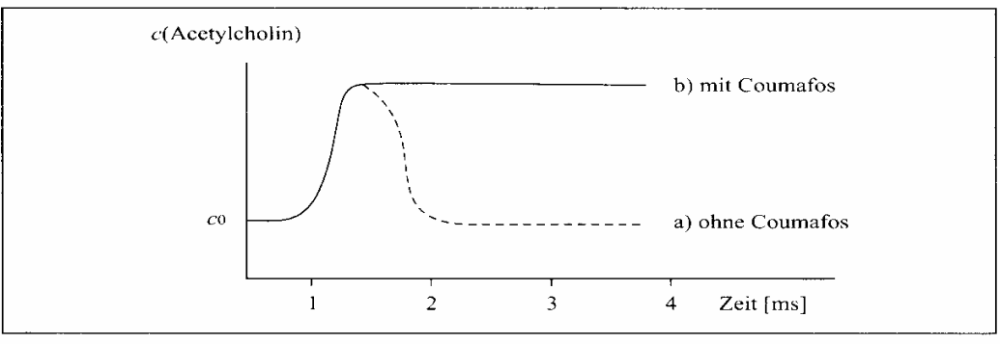 c(Acetylcholin)
b) mit Coumafos
c0
a) ohne Coumafos
1 2 3 4 Zeit [ms]